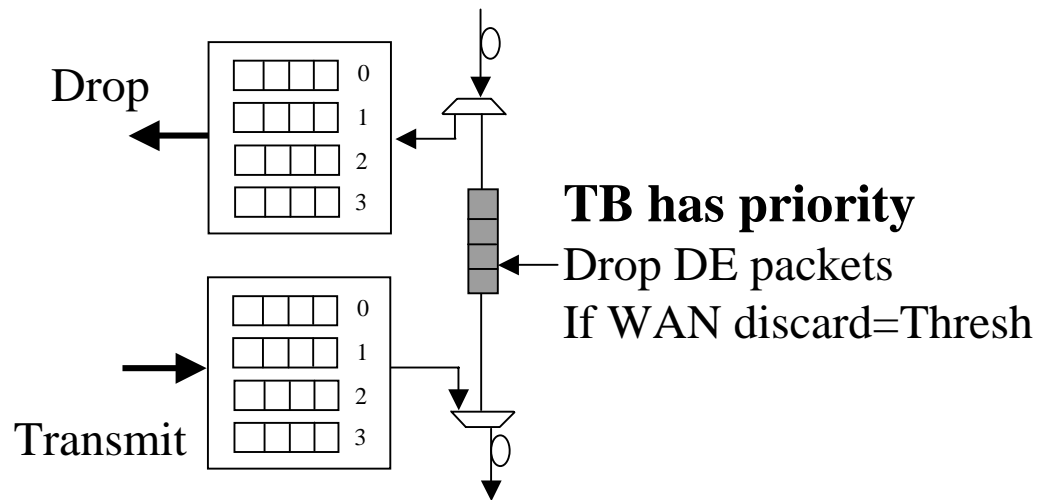 Drop
0
1
2
3
TB has priority
Drop DE packets
If WAN discard=Thresh
0
1
2
3
Transmit